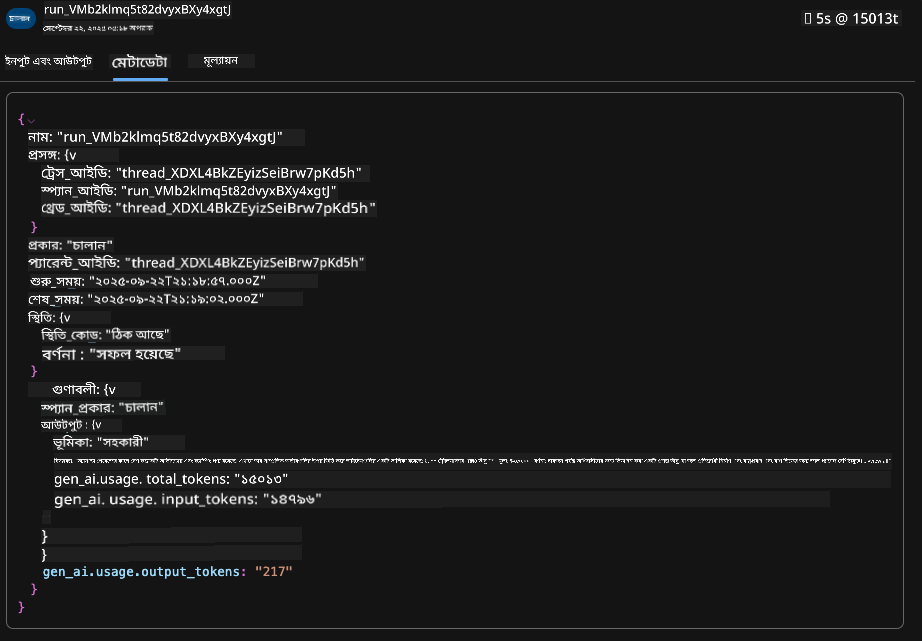 চালান
run_VMb2klmq5t82dvyxBXy4xgtJ
সেপ্টেম্বর ২২, ২০২৫ ০৫:১৮ অপরাহ্ন
5s @ 15013t
ইনপুট এবং আউটপুট
মেটাডেটা
মূল্যায়ন
{
নাম: "run_VMb2klmq5t82dvyxBXy4xgtJ"
প্রসঙ্গ: {v
ট্রেস_আইডি: "thread_XDXL4BkZEyizSeiBrw7pKd5h"
স্প্যান_আইডি: "run_VMb2klmq5t82dvyxBXy4xgtJ"
থ্রেড_আইডি: "thread_XDXL4BkZEyizSeiBrw7pKd5h"
}
প্রকার: "চালান"
প্যারেন্ট_আইডি: "thread_XDXL4BkZEyizSeiBrw7pKd5h"
শুরু_সময়: "২০২৫-০৯-২২T২১:১৮:৫৭.০০০Z"
শেষ_সময়: "২০২৫-০৯-২২T২১:১৯:০২.০০০Z"
স্থিতি: {v
স্থিতি_কোড: "ঠিক আছে"
বর্ণনা : "সফল হয়েছে"
}
গুণাবলী: {v
স্প্যান_প্রকার: "চালান"
আউটপুট : {v
ভূমিকা: "সহকারী"
gen_ai.usage. total_tokens: "১৫০১৩"
gen_ai. usage. input_tokens: "১৪৭৯৬"
}
}
gen_ai.usage.output_tokens: "217"
}
}